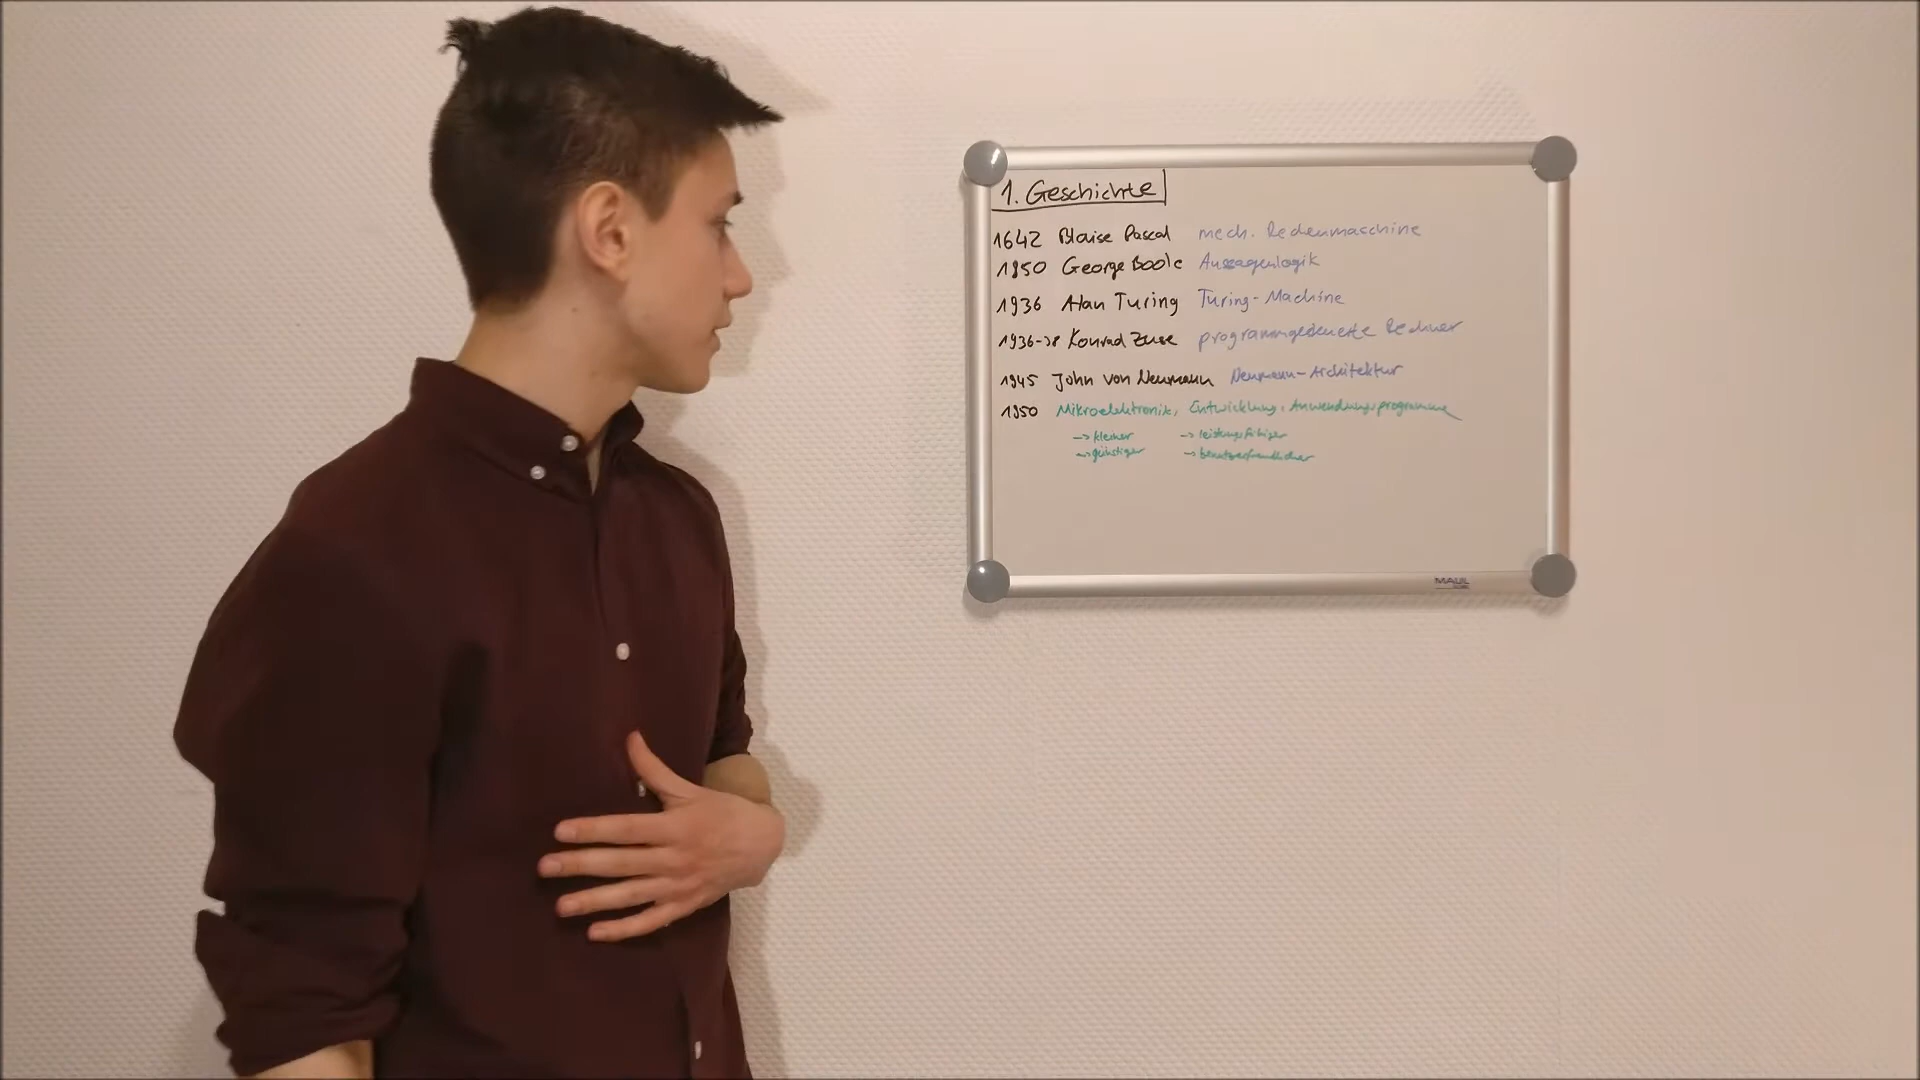 1. Geschichte
1642 Blaise Pascal mech. Rechenmaschine
1850 George Boole Aussagenlogik
1936 Alan Turing Turing-Machine
1936-38 Konrad Zuse programmgesteuerte Rechner
1945 John von Neumann Neumann-Architektur
1950 Mikroelektronik, Entwicklung, Anwendungsprogramme
-> kleiner -> leistungsfähiger
-> günstiger -> benutzerfreundlicher
MAUL